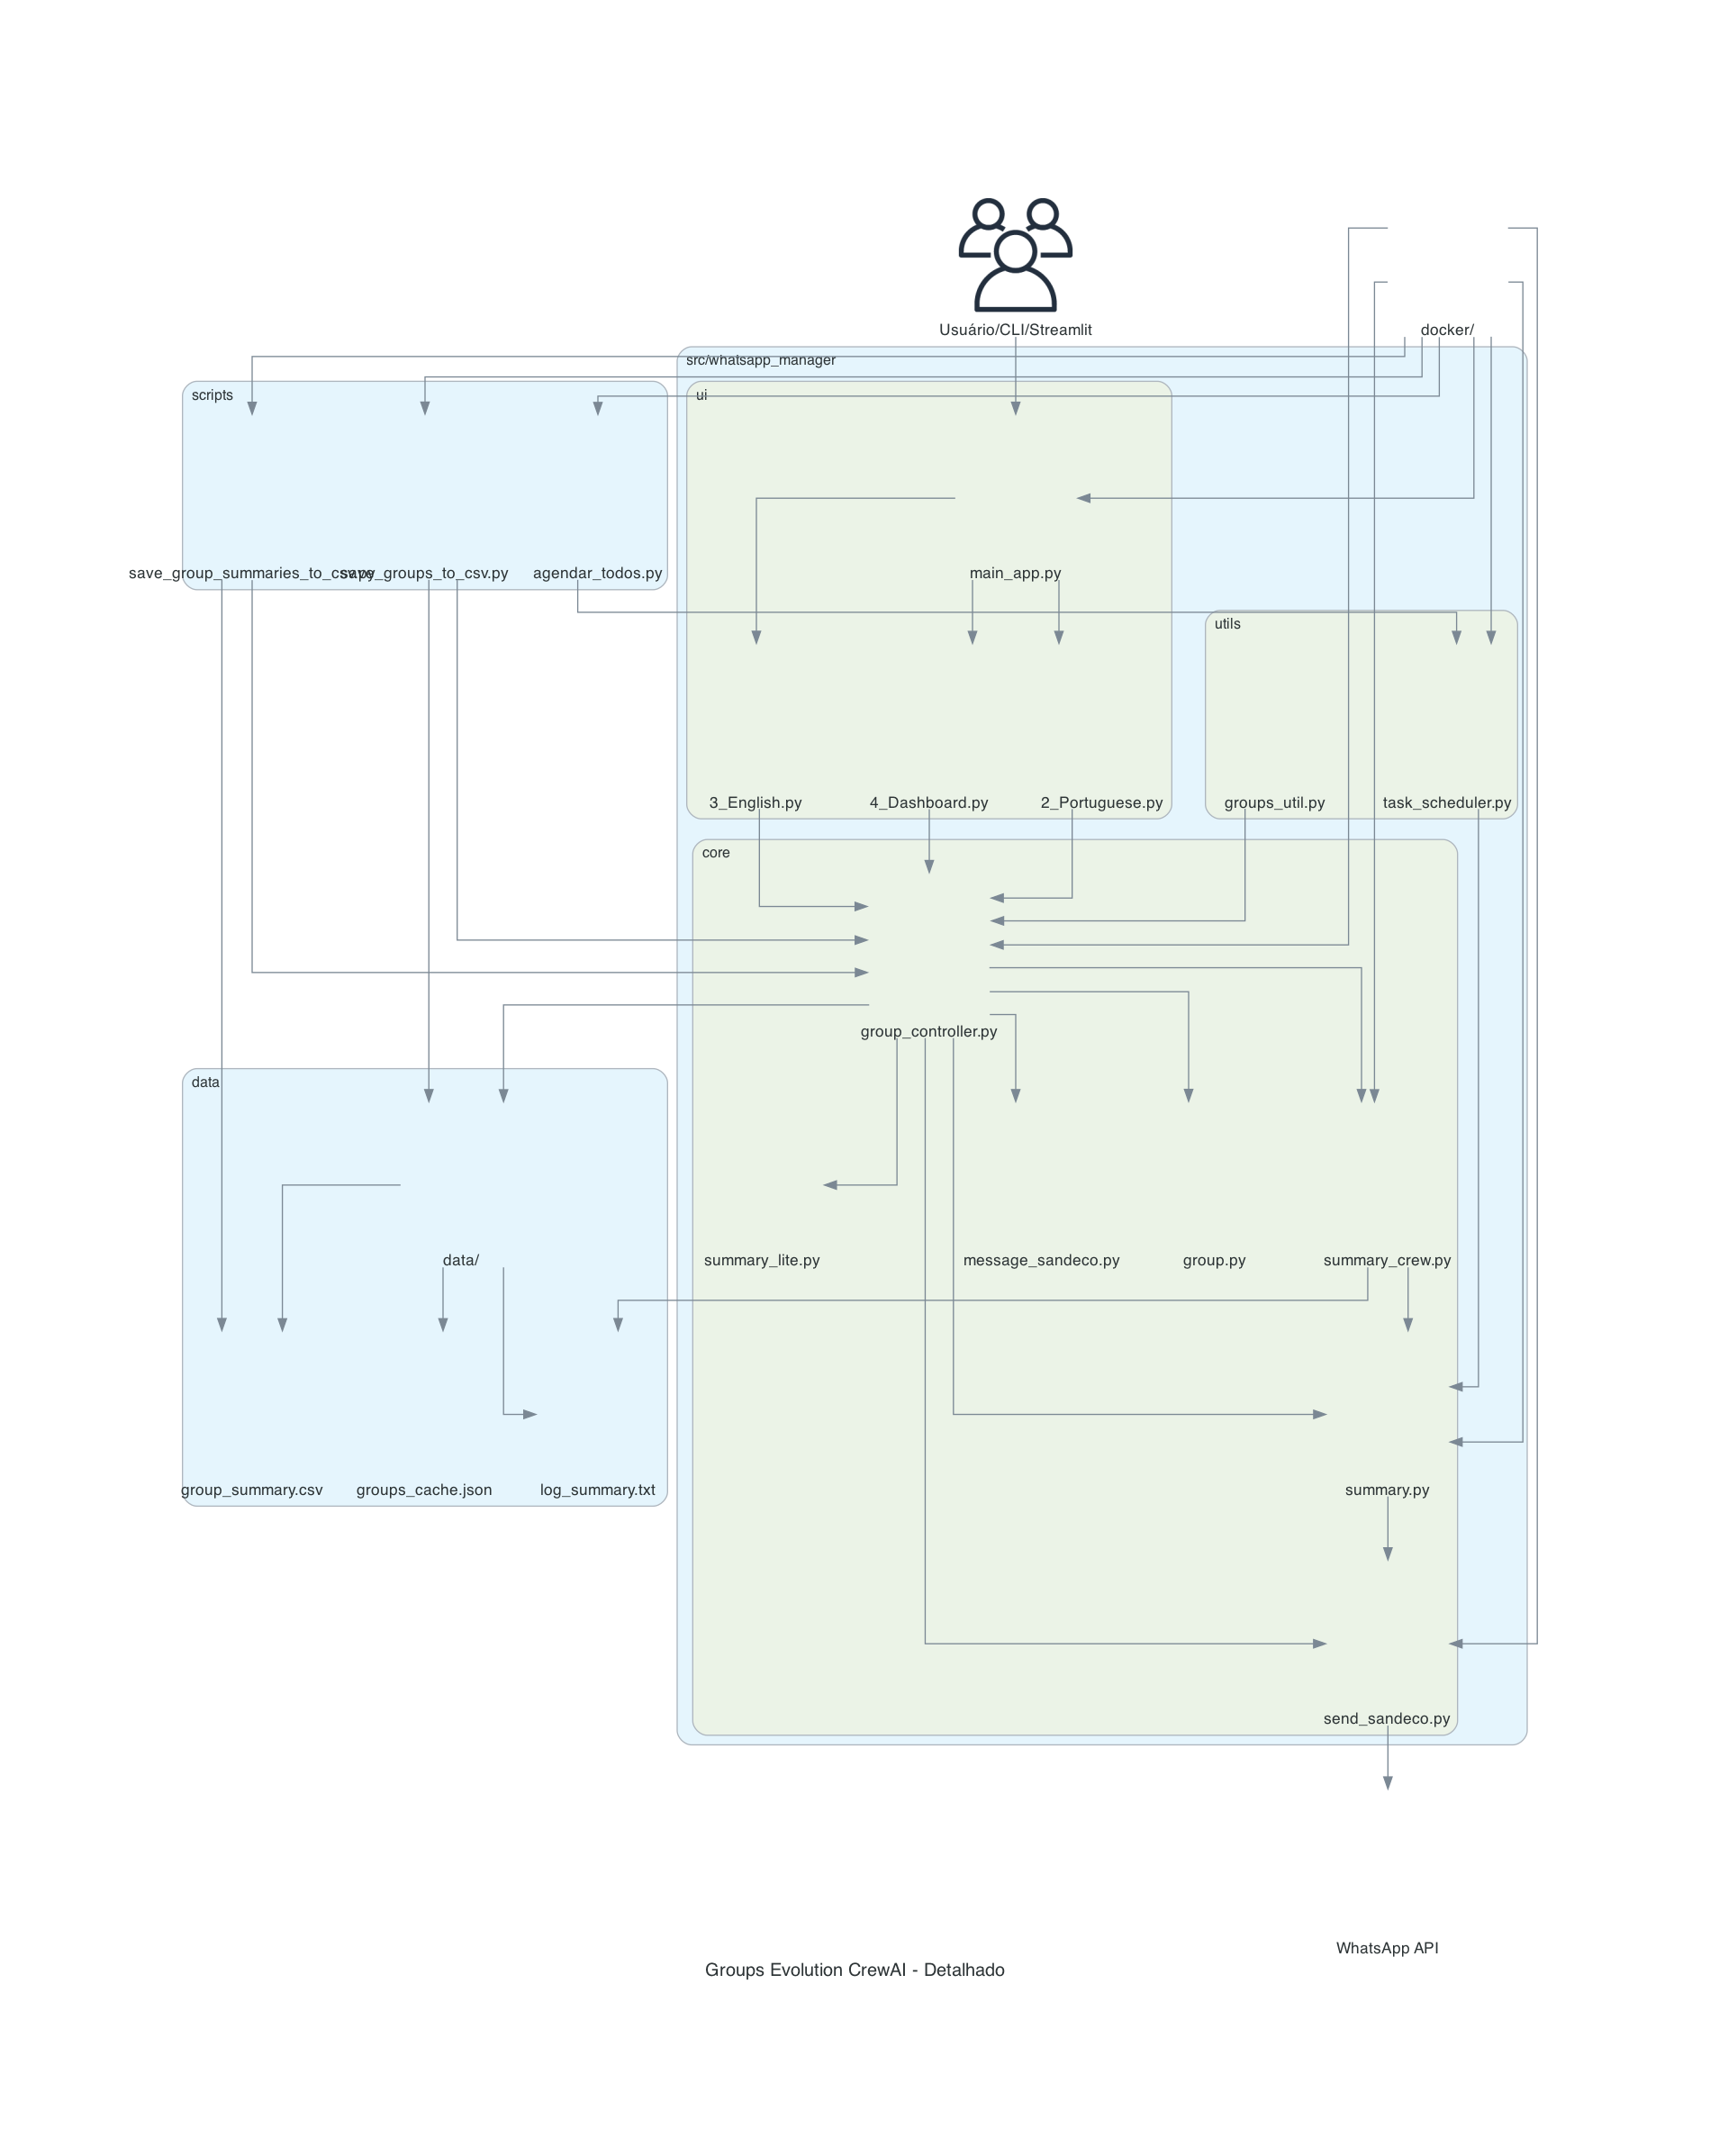 Usuário/CLI/Streamlit
docker/
src/whatsapp_manager
scripts
ui
save_group_summaries_to_csv.py
save_groups_to_csv.py
agendar_todos.py
main_app.py
utils
3_English.py
4_Dashboard.py
2_Portuguese.py
groups_util.py
task_scheduler.py
core
group_controller.py
data
data/
summary_lite.py
message_sandeco.py
group.py
summary_crew.py
group_summary.csv
groups_cache.json
log_summary.txt
summary.py
send_sandeco.py
WhatsApp API
Groups Evolution CrewAI - Detalhado